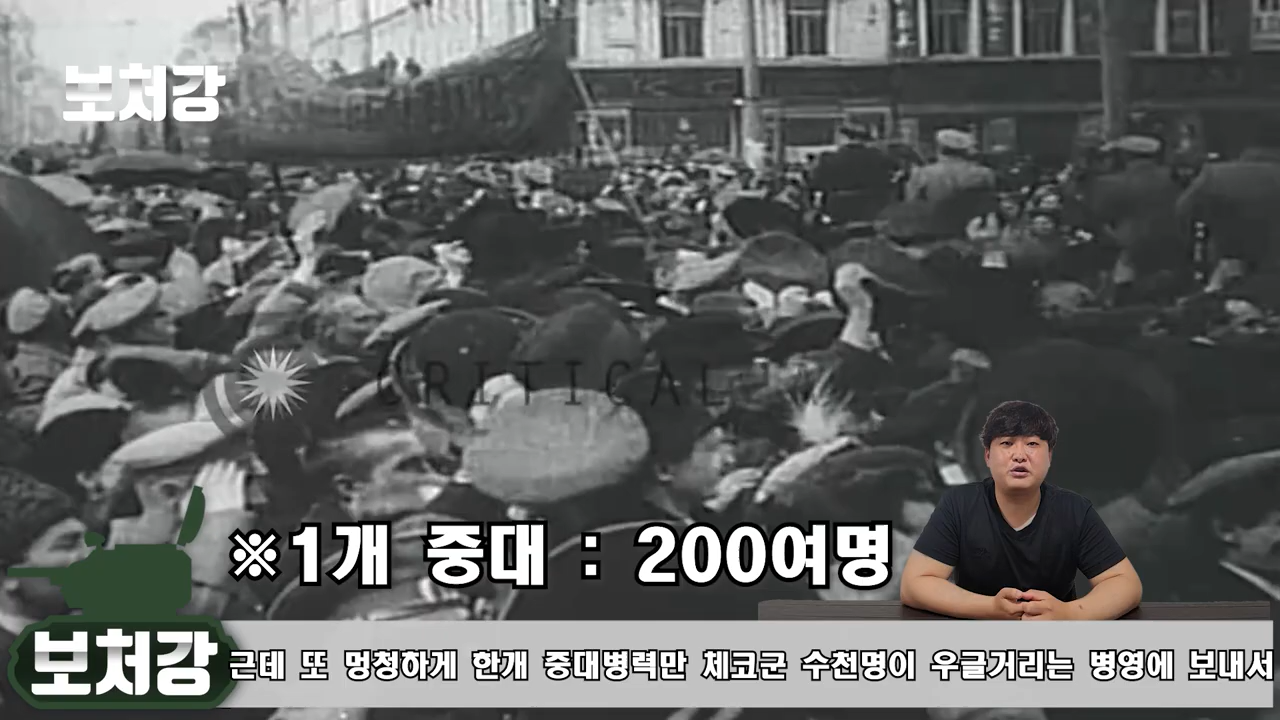 보처강
CRITICAL
※1개 중대 : 200여명
보처강
근데 또 멍청하게 한개 중대병력만 체코군 수천명이 우글거리는 병영에 보내서